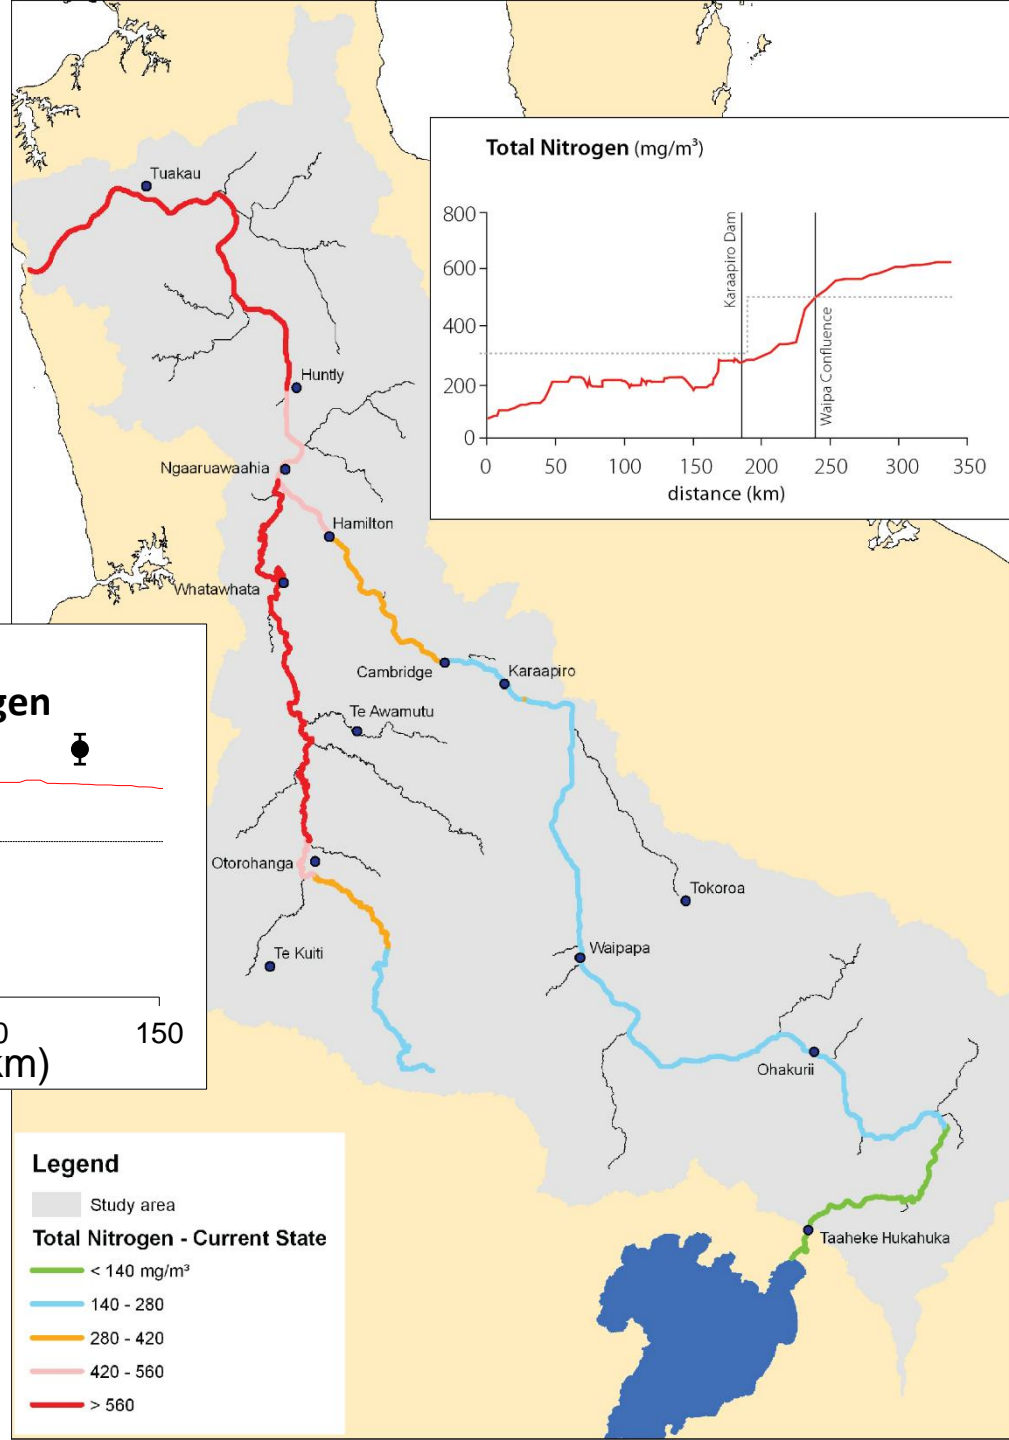 Tuakau
Total Nitrogen (mg/m³)
800
600
400
200
0
0
50
100
150
200
250
300
350
distance (km)
Karaapiro Dam
Waipa Confluence
Huntly
Ngaaruawaahia
Hamilton
Whatawhata
Cambridge
Karaapiro
Te Awamutu
gen
Otorohanga
Tokoroa
Te Kuiti
Waipapa
0
150
km)
Ohakurii
Taaheke Hukahuka
Legend
Study area
Total Nitrogen - Current State
< 140 mg/m³
140 - 280
280 - 420
420 - 560
> 560